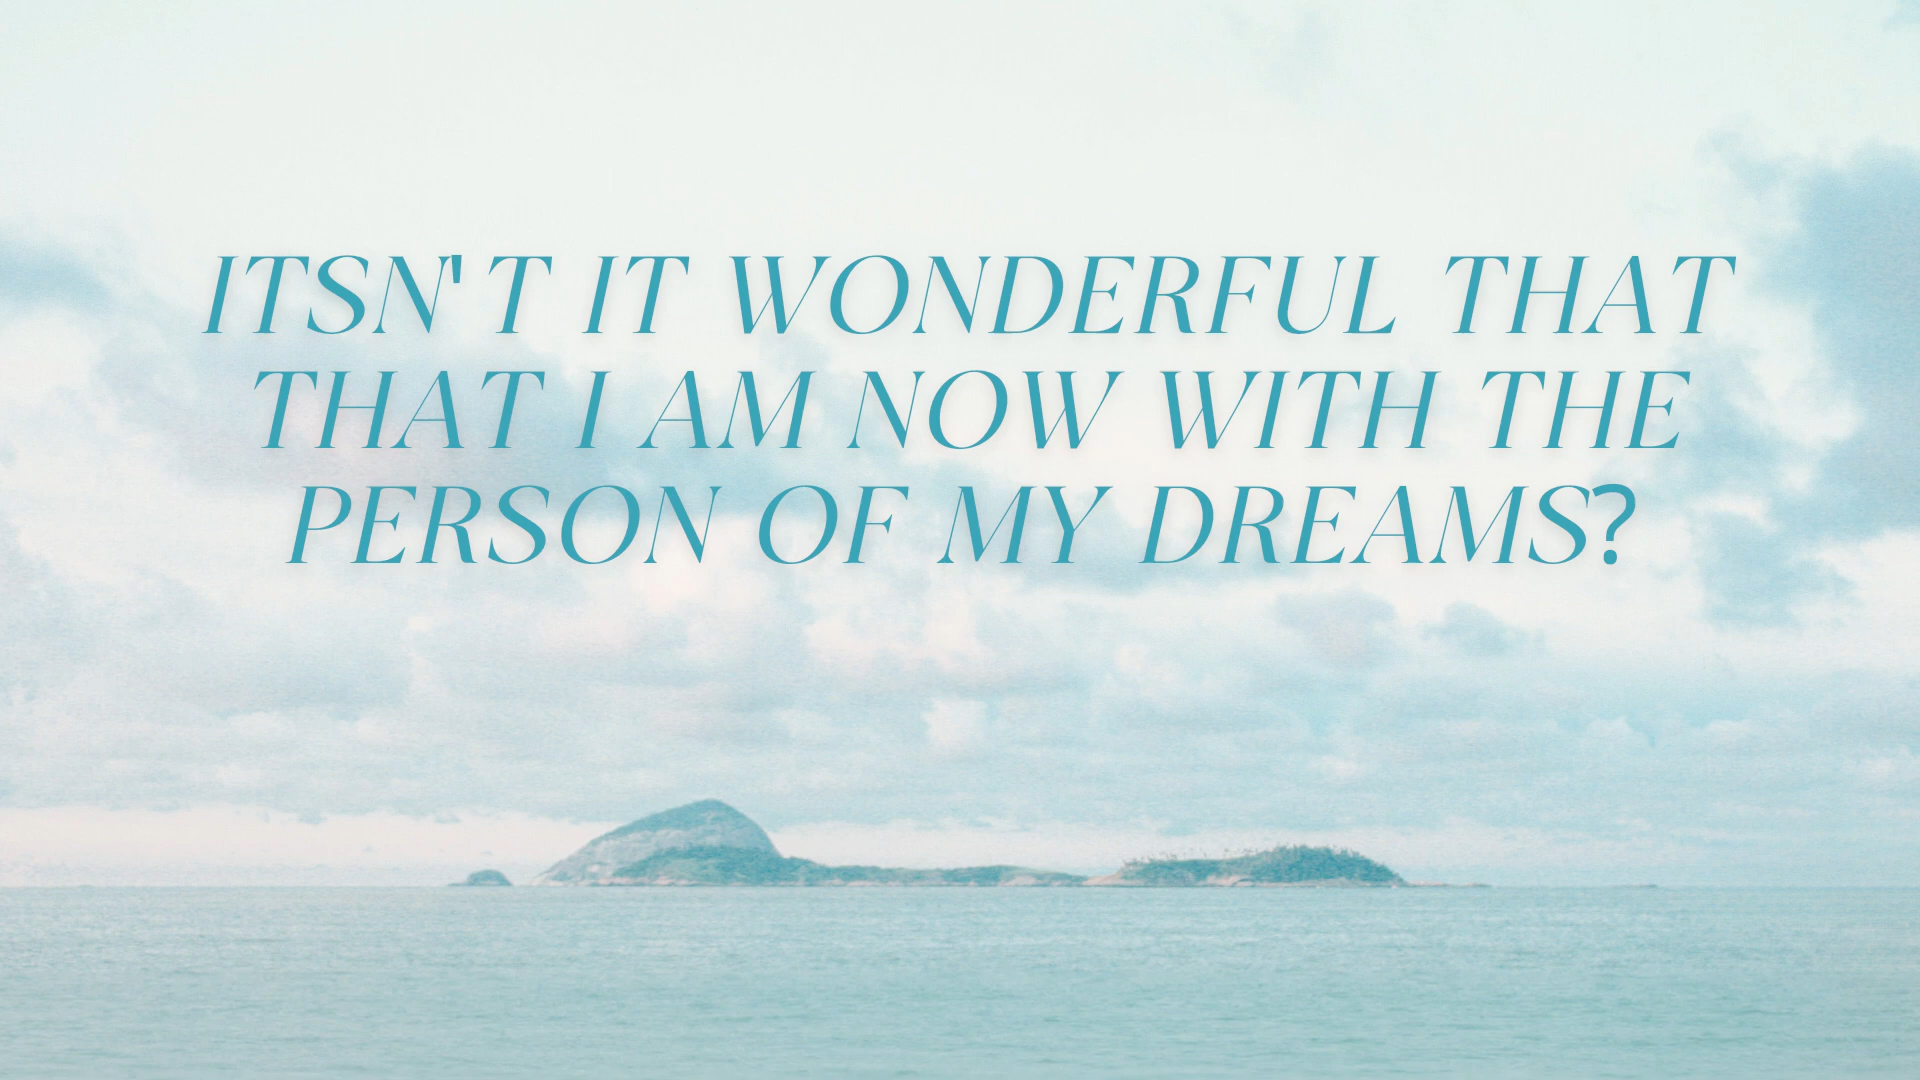 ITSN'T IT WONDERFUL THAT
THAT I AM NOW WITH THE
PERSON OF MY DREAMS?